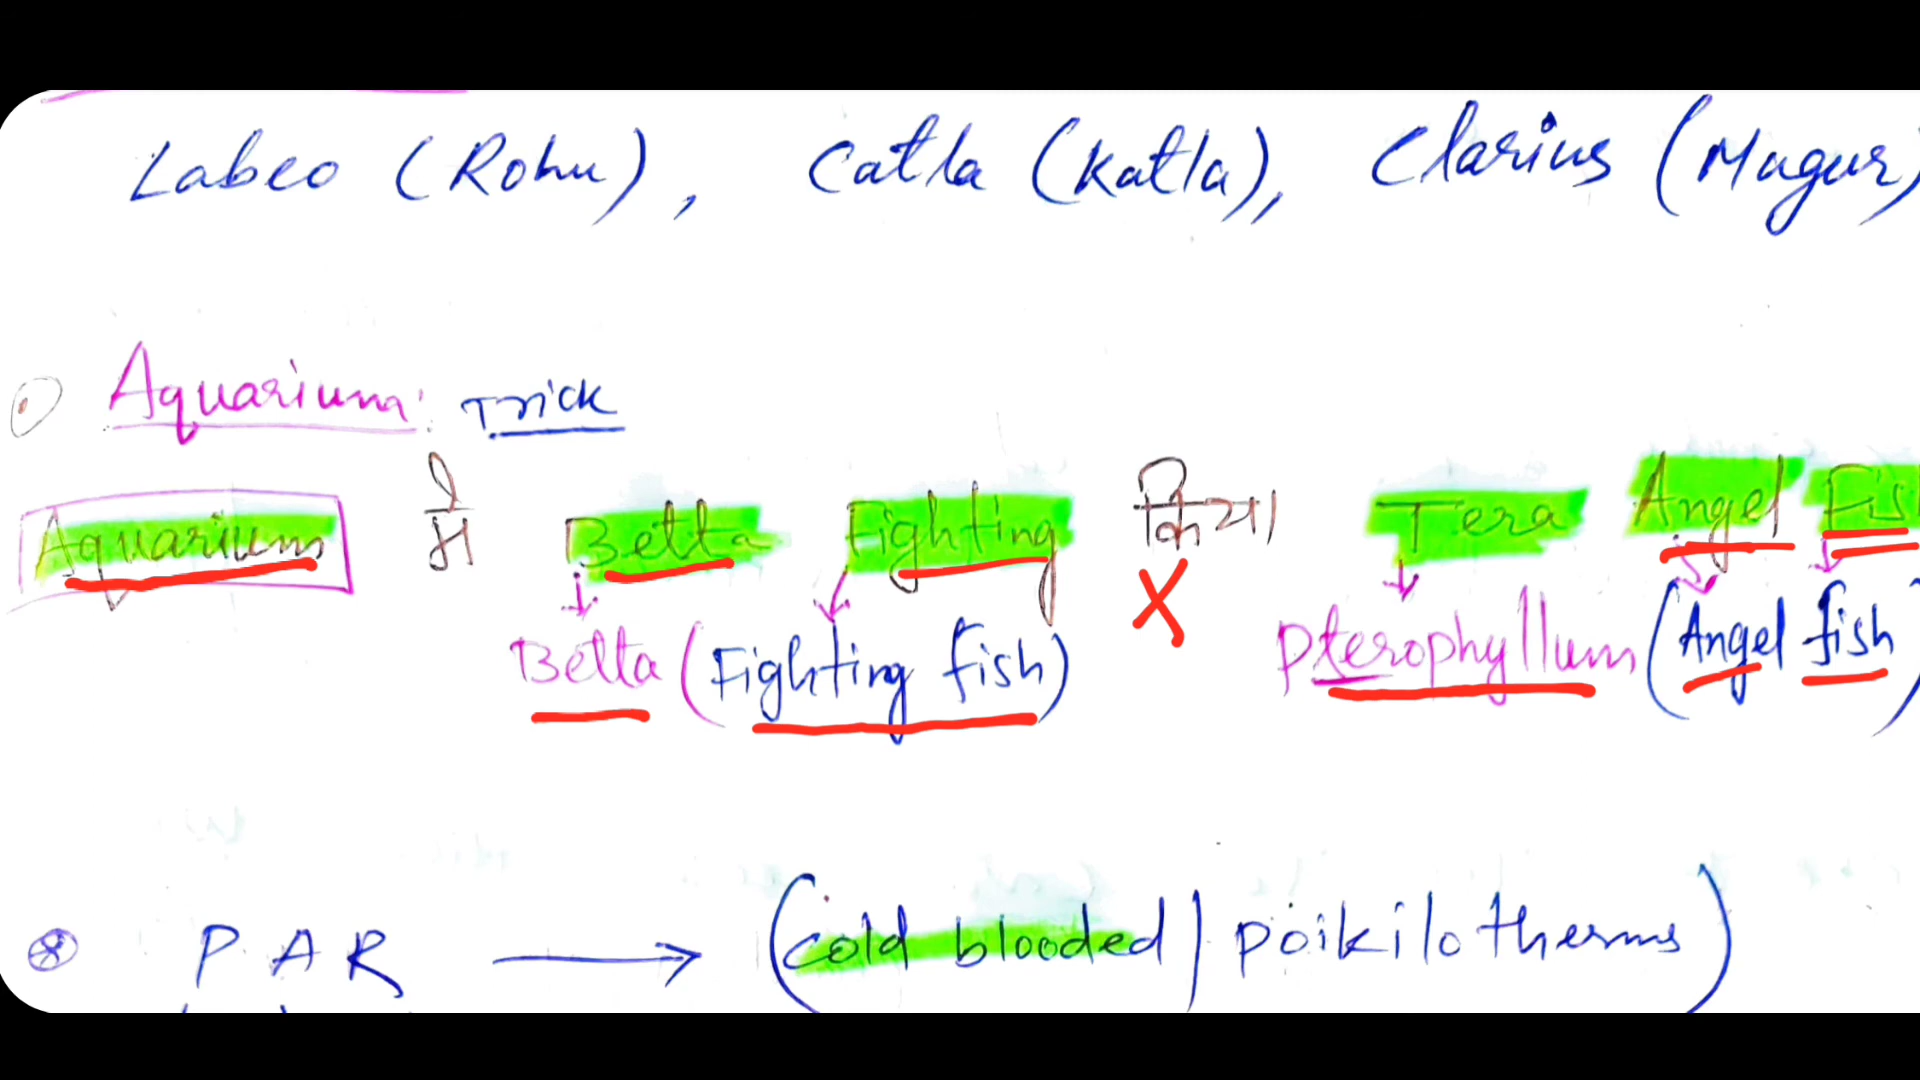 Labeo (Rohu), Catla (Katla), Clarius (Magur)
Aquarium: Trick
Aquarium में Betta Fighting किया Tera Angel Fis
Betta (Fighting fish) X Pterophyllum (Angel fish)
P A R → (cold blooded / poikilotherms)